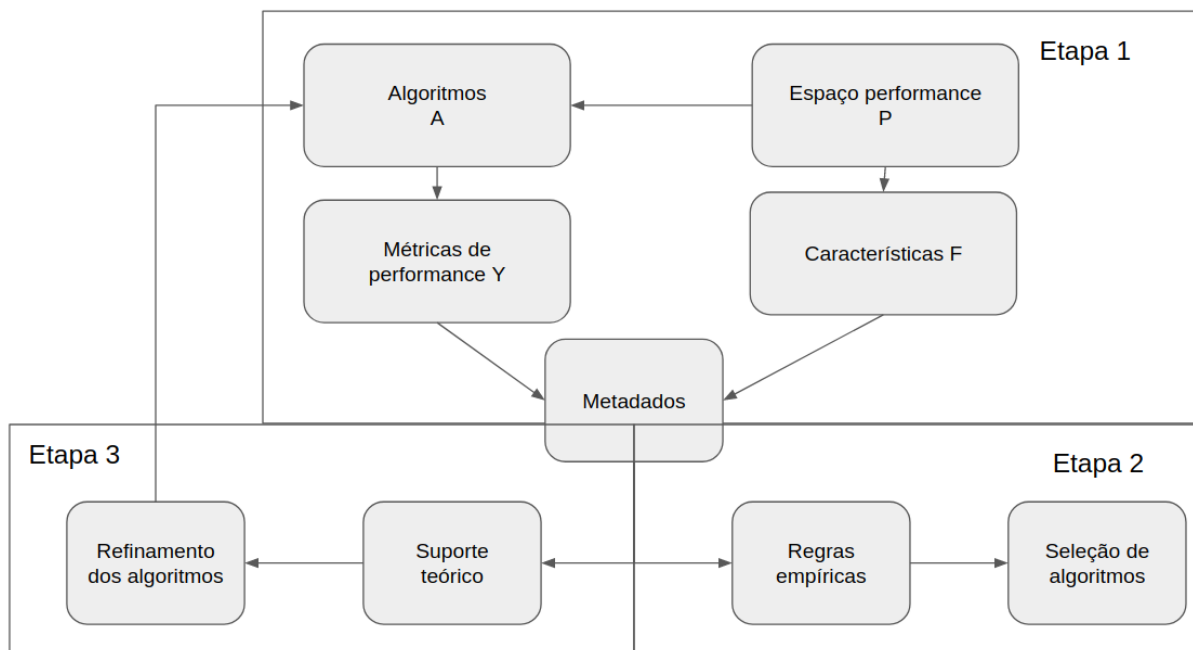 Etapa 1
Algoritmos
A
Espaço performance
P
Métricas de
performance Y
Características F
Metadados
Etapa 3
Etapa 2
Refinamento
dos algoritmos
Suporte
teórico
Regras
empíricas
Seleção de
algoritmos